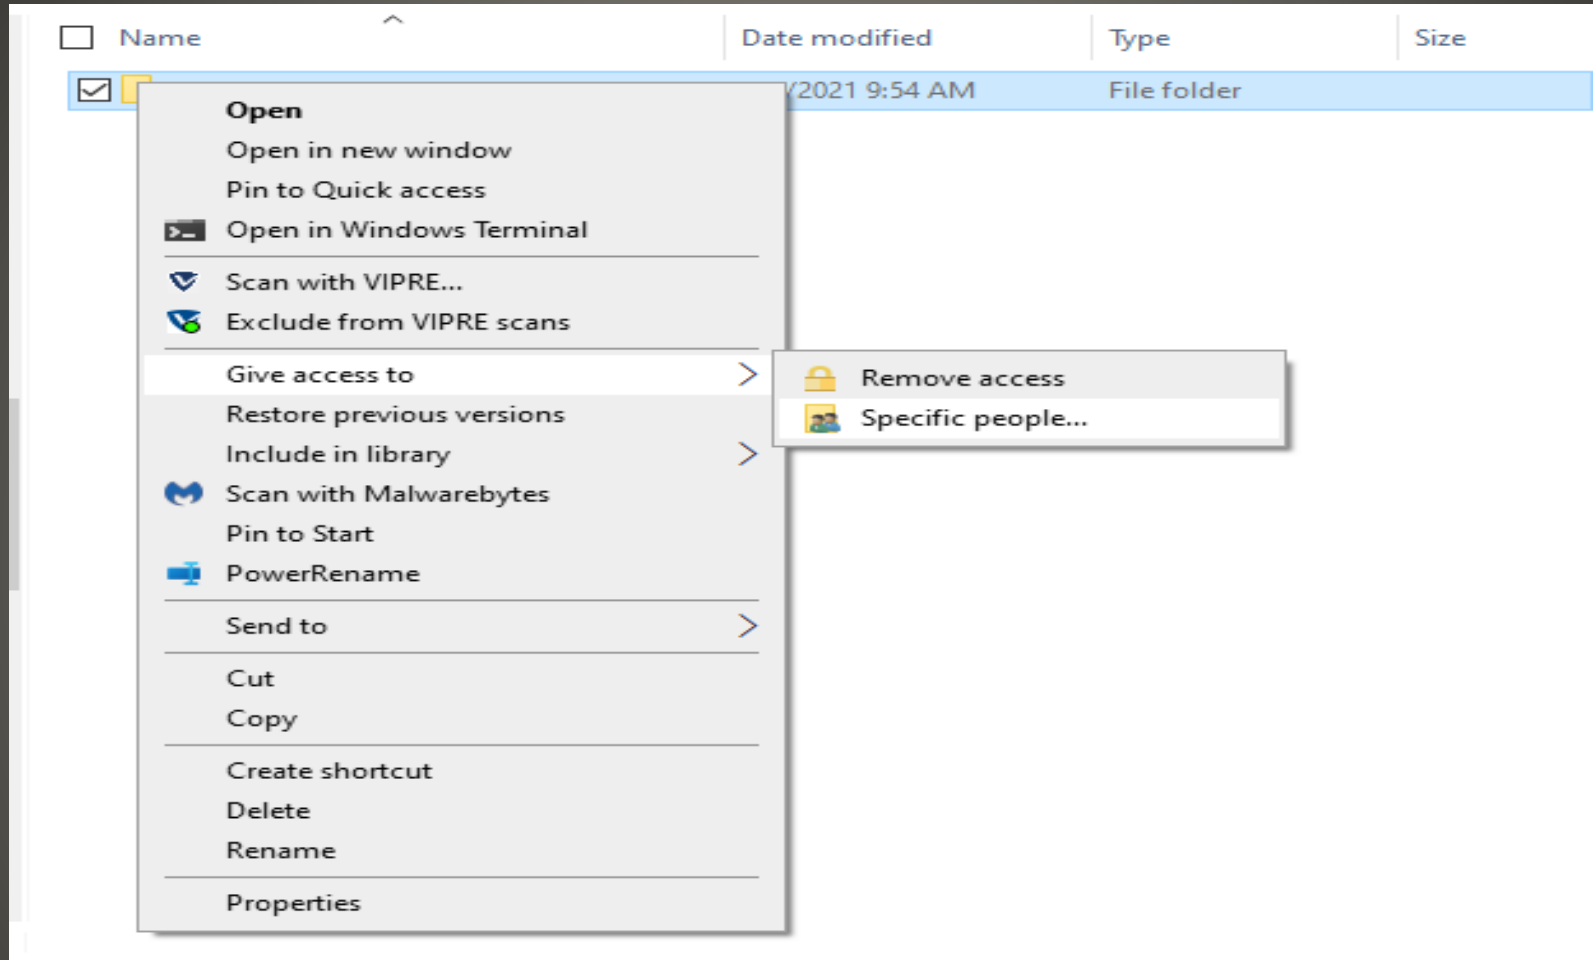 Name Date modified Type Size
/2021 9:54 AM File folder
Open
Open in new window
Pin to Quick access
Open in Windows Terminal
Scan with VIPRE...
Exclude from VIPRE scans
Give access to
Remove access
Specific people...
Restore previous versions
Include in library
Scan with Malwarebytes
Pin to Start
PowerRename
Send to
Cut
Copy
Create shortcut
Delete
Rename
Properties